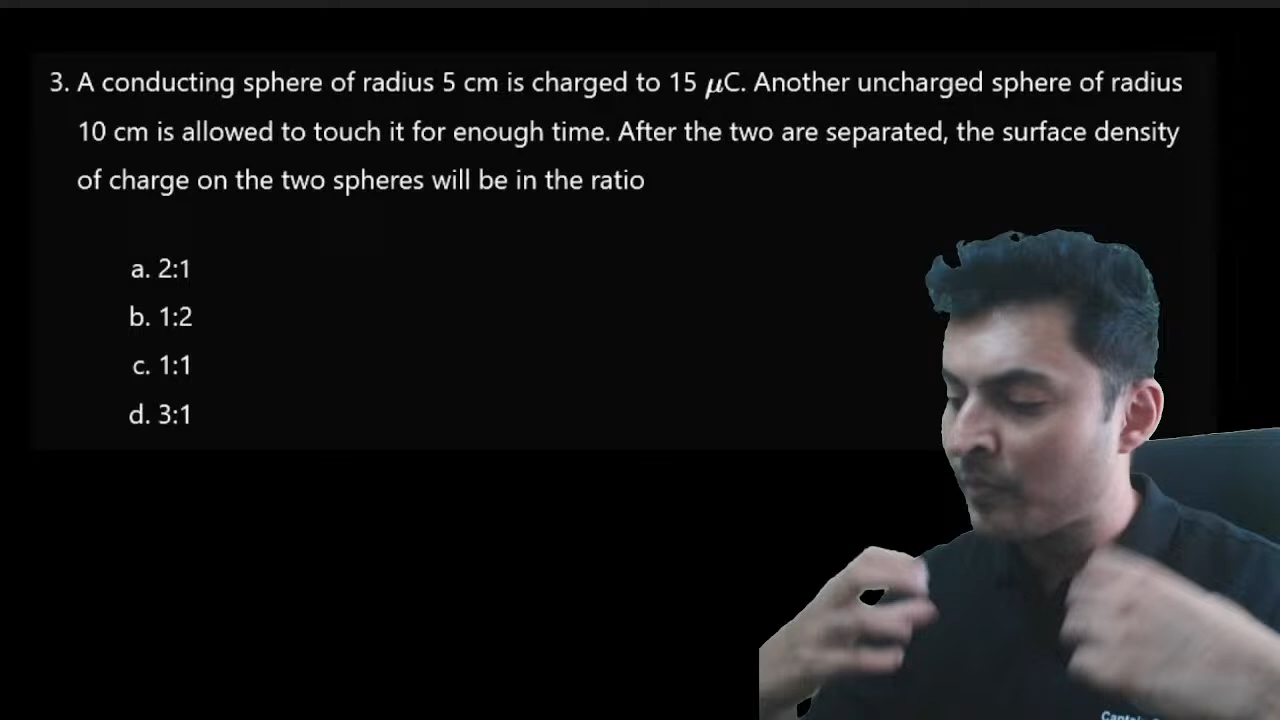 3. A conducting sphere of radius 5 cm is charged to 15 μC. Another uncharged sphere of radius
10 cm is allowed to touch it for enough time. After the two are separated, the surface density
of charge on the two spheres will be in the ratio
a. 2:1
b. 1:2
c. 1:1
d. 3:1